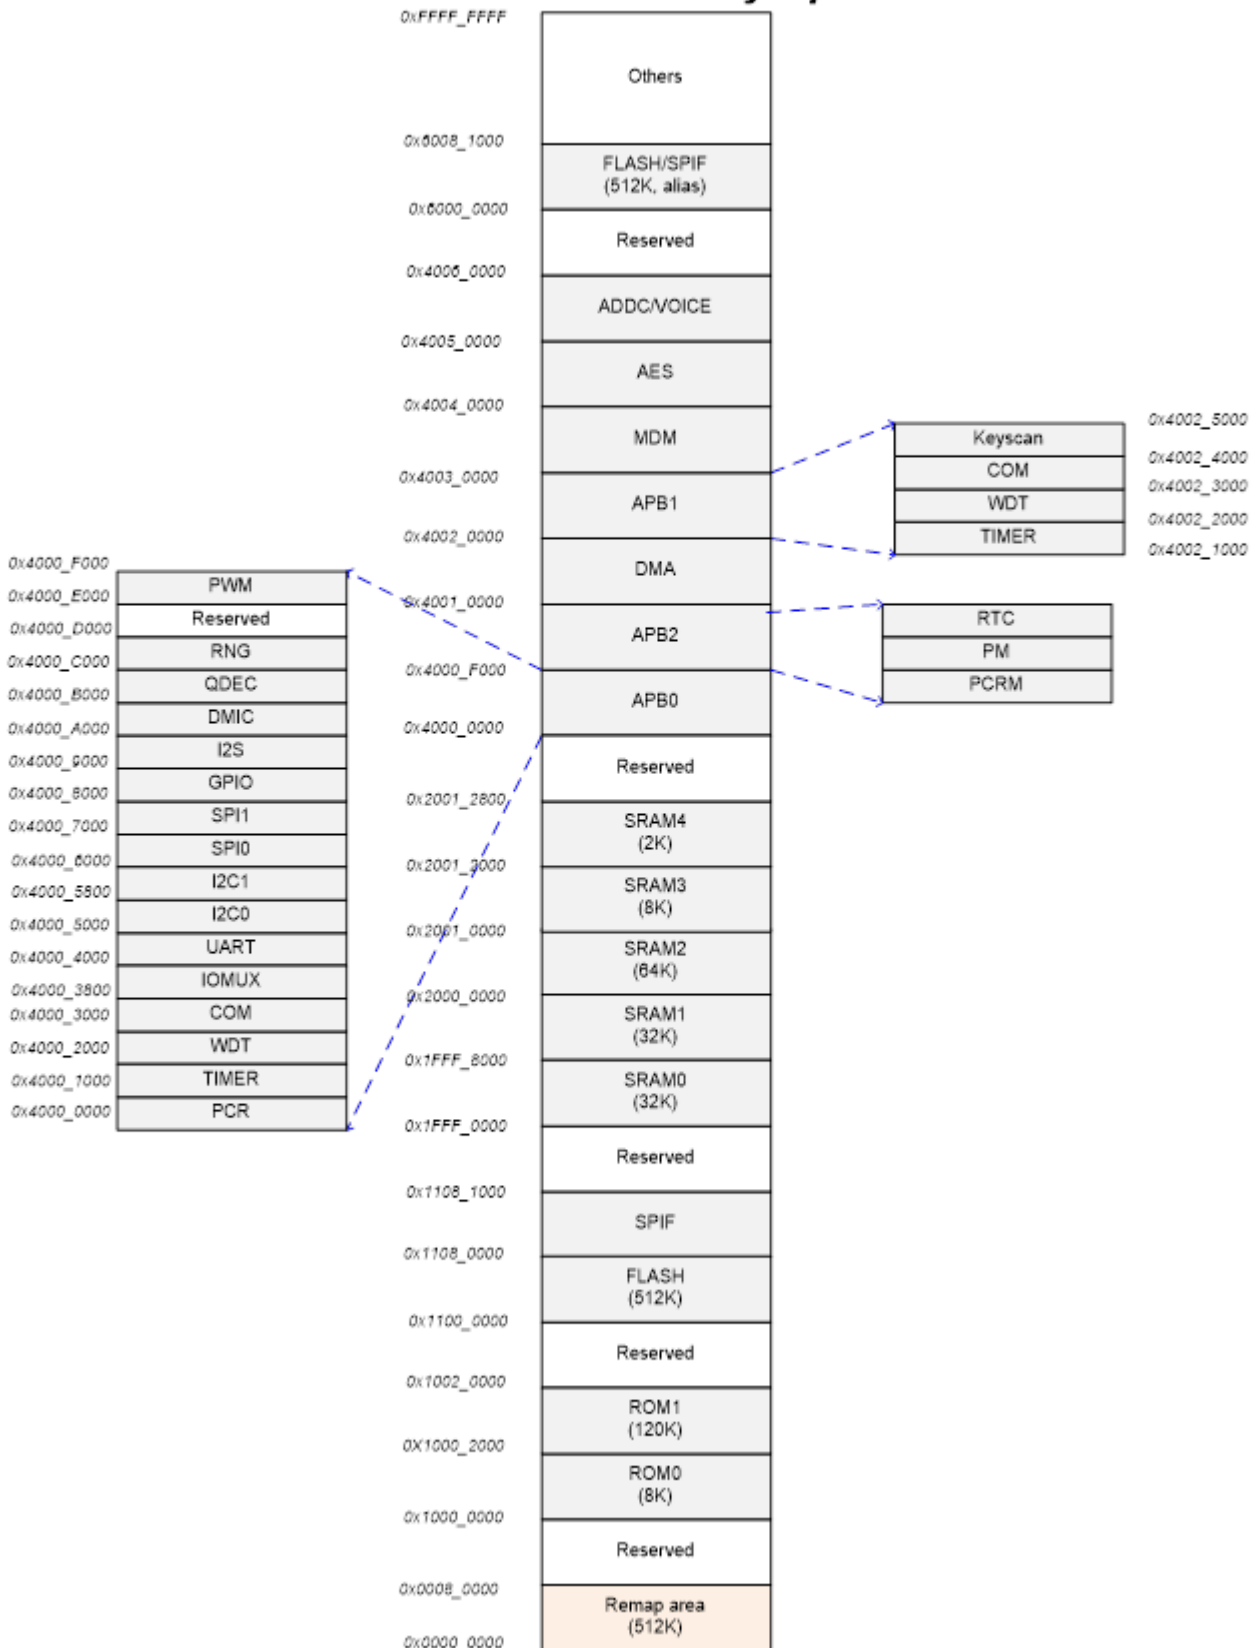 0xFFFF_FFFF
Others
0x6008_1000
FLASH/SPIF
(512K, alias)
0x6000_0000
Reserved
0x4006_0000
ADDC/VOICE
0x4005_0000
AES
0x4004_0000
MDM
0x4003_0000
APB1
0x4002_0000
DMA
0x4001_0000
APB2
0x4000_F000
APB0
0x4000_0000
Reserved
0x2001_2800
SRAM4
(2K)
0x2001_2000
SRAM3
(8K)
0x2001_0000
SRAM2
(64K)
0x2000_0000
SRAM1
(32K)
0x1FFF_8000
SRAM0
(32K)
0x1FFF_0000
Reserved
0x1108_1000
SPIF
0x1108_0000
FLASH
(512K)
0x1100_0000
Reserved
0x1002_0000
ROM1
(120K)
0X1000_2000
ROM0
(8K)
0x1000_0000
Reserved
0x0008_0000
Remap area
(512K)
0x0000_0000
0x4002_5000
Keyscan
0x4002_4000
COM
0x4002_3000
WDT
0x4002_2000
TIMER
0x4002_1000
RTC
PM
PCRM
0x4000_F000
PWM
0x4000_E000
Reserved
0x4000_D000
RNG
0x4000_C000
QDEC
0x4000_B000
DMIC
0x4000_A000
I2S
0x4000_9000
GPIO
0x4000_8000
SPI1
0x4000_7000
SPI0
0x4000_6000
I2C1
0x4000_5800
I2C0
0x4000_5000
UART
0x4000_4000
IOMUX
0x4000_3800
COM
0x4000_3000
WDT
0x4000_2000
TIMER
0x4000_1000
PCR
0x4000_0000